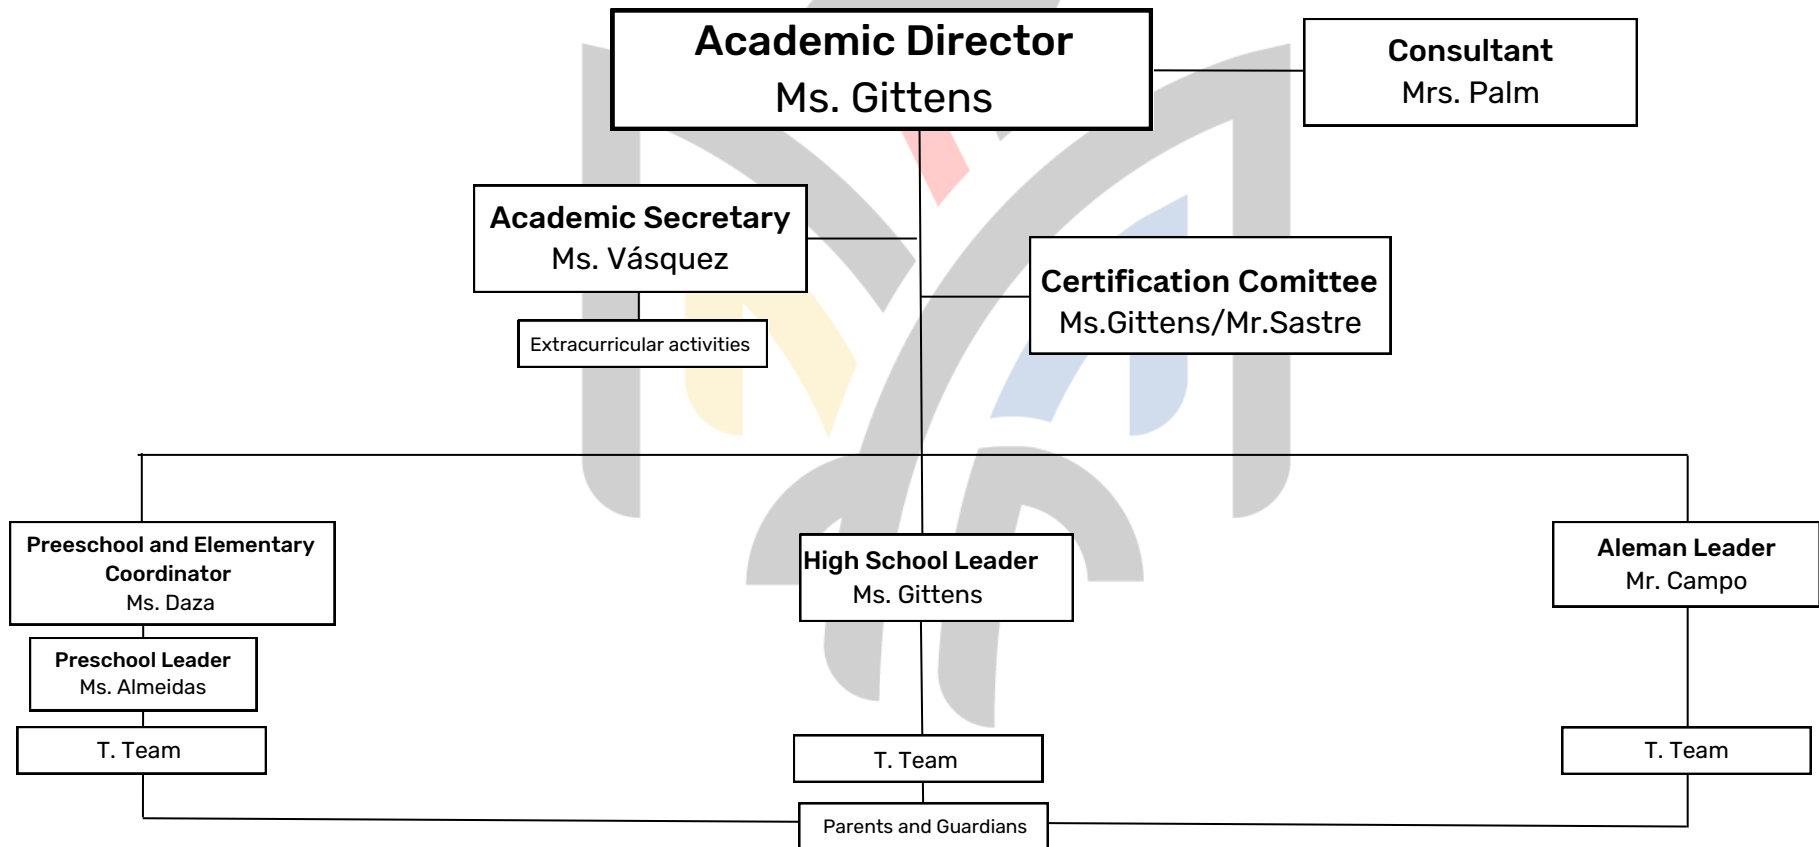 Academic Director
Ms. Gittens
Consultant
Mrs. Palm
Academic Secretary
Ms. Vásquez
Extracurricular activities
Certification Comittee
Ms.Gittens/Mr.Sastre
Preeschool and Elementary
Coordinator
Ms. Daza
Preschool Leader
Ms. Almeidas
T. Team
High School Leader
Ms. Gittens
T. Team
Aleman Leader
Mr. Campo
T. Team
Parents and Guardians